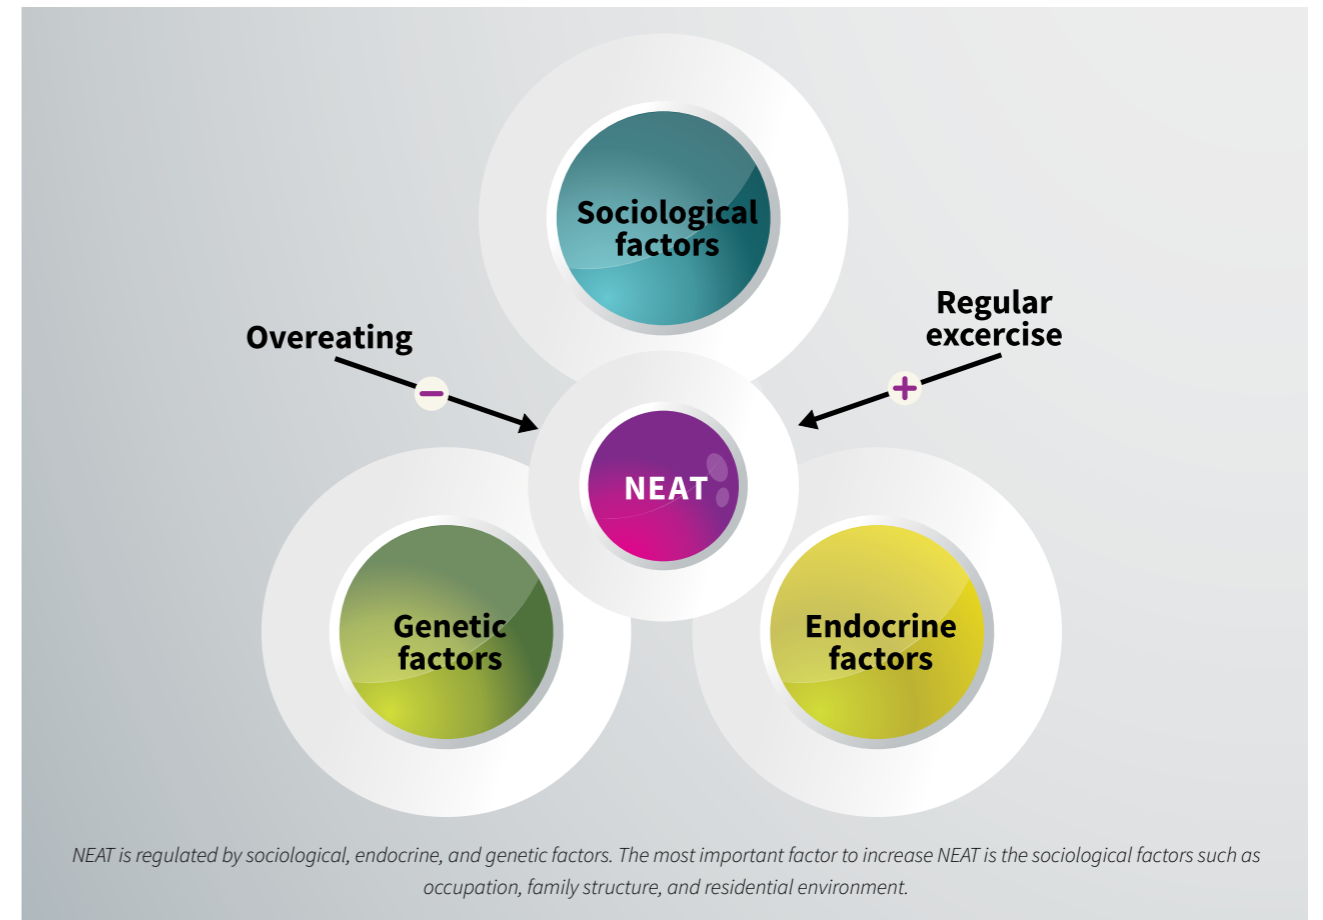 Sociological
factors
Regular
excercise
Overeating
NEAT
Genetic
factors
Endocrine
factors
NEAT is regulated by sociological, endocrine, and genetic factors. The most important factor to increase NEAT is the sociological factors such as
occupation, family structure, and residential environment.